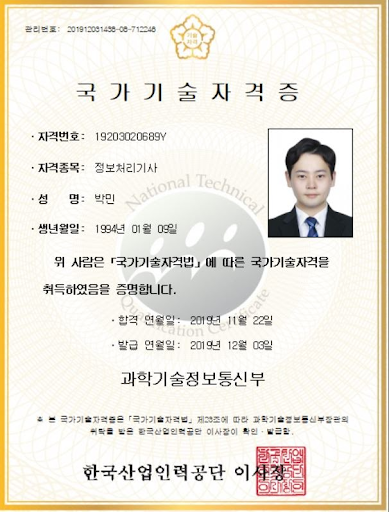 관리번호: 201912031436-06-712246
국가기술자격증
· 자격번호: 19203020689Y
· 자격종목: 정보처리기사
· 성 명: 박민
· 생년월일: 1994년 01월 09일
National Technical
위 사람은 「국가기술자격법」에 따른 국가기술자격을
취득하였음을 증명합니다.
Qualification Certificate
· 합격 연월일: 2019년 11월 22일
· 발급 연월일: 2019년 12월 03일
과학기술정보통신부
※ 본 국가기술자격증은 「국가기술자격법」 제23조에 따라 과학기술정보통신부장관의
위탁을 받은 한국산업인력공단 이사장이 확인·발급함.
한국산업인력공단 이사장